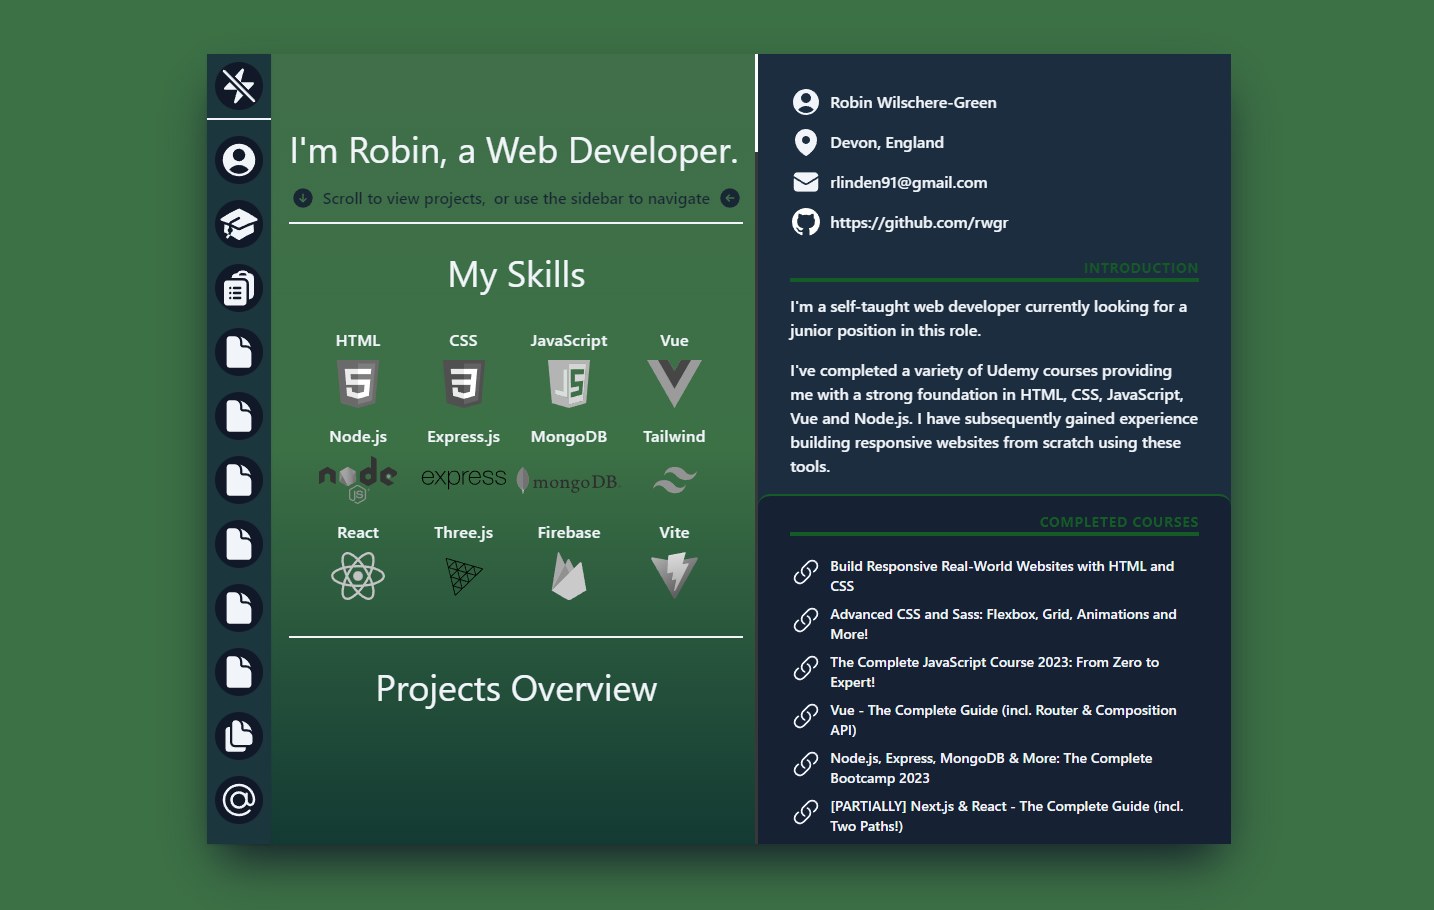 I'm Robin, a Web Developer.
Scroll to view projects, or use the sidebar to navigate
My Skills
HTML CSS JavaScript Vue
Node.js Express.js MongoDB Tailwind
node JS express mongoDB.
React Three.js Firebase Vite
Projects Overview
Robin Wilschere-Green
Devon, England
rlinden91@gmail.com
https://github.com/rwgr
INTRODUCTION
I'm a self-taught web developer currently looking for a
junior position in this role.
I've completed a variety of Udemy courses providing
me with a strong foundation in HTML, CSS, JavaScript,
Vue and Node.js. I have subsequently gained experience
building responsive websites from scratch using these
tools.
COMPLETED COURSES
Build Responsive Real-World Websites with HTML and
CSS
Advanced CSS and Sass: Flexbox, Grid, Animations and
More!
The Complete JavaScript Course 2023: From Zero to
Expert!
Vue - The Complete Guide (incl. Router & Composition
API)
Node.js, Express, MongoDB & More: The Complete
Bootcamp 2023
[PARTIALLY] Next.js & React - The Complete Guide (incl.
Two Paths!)